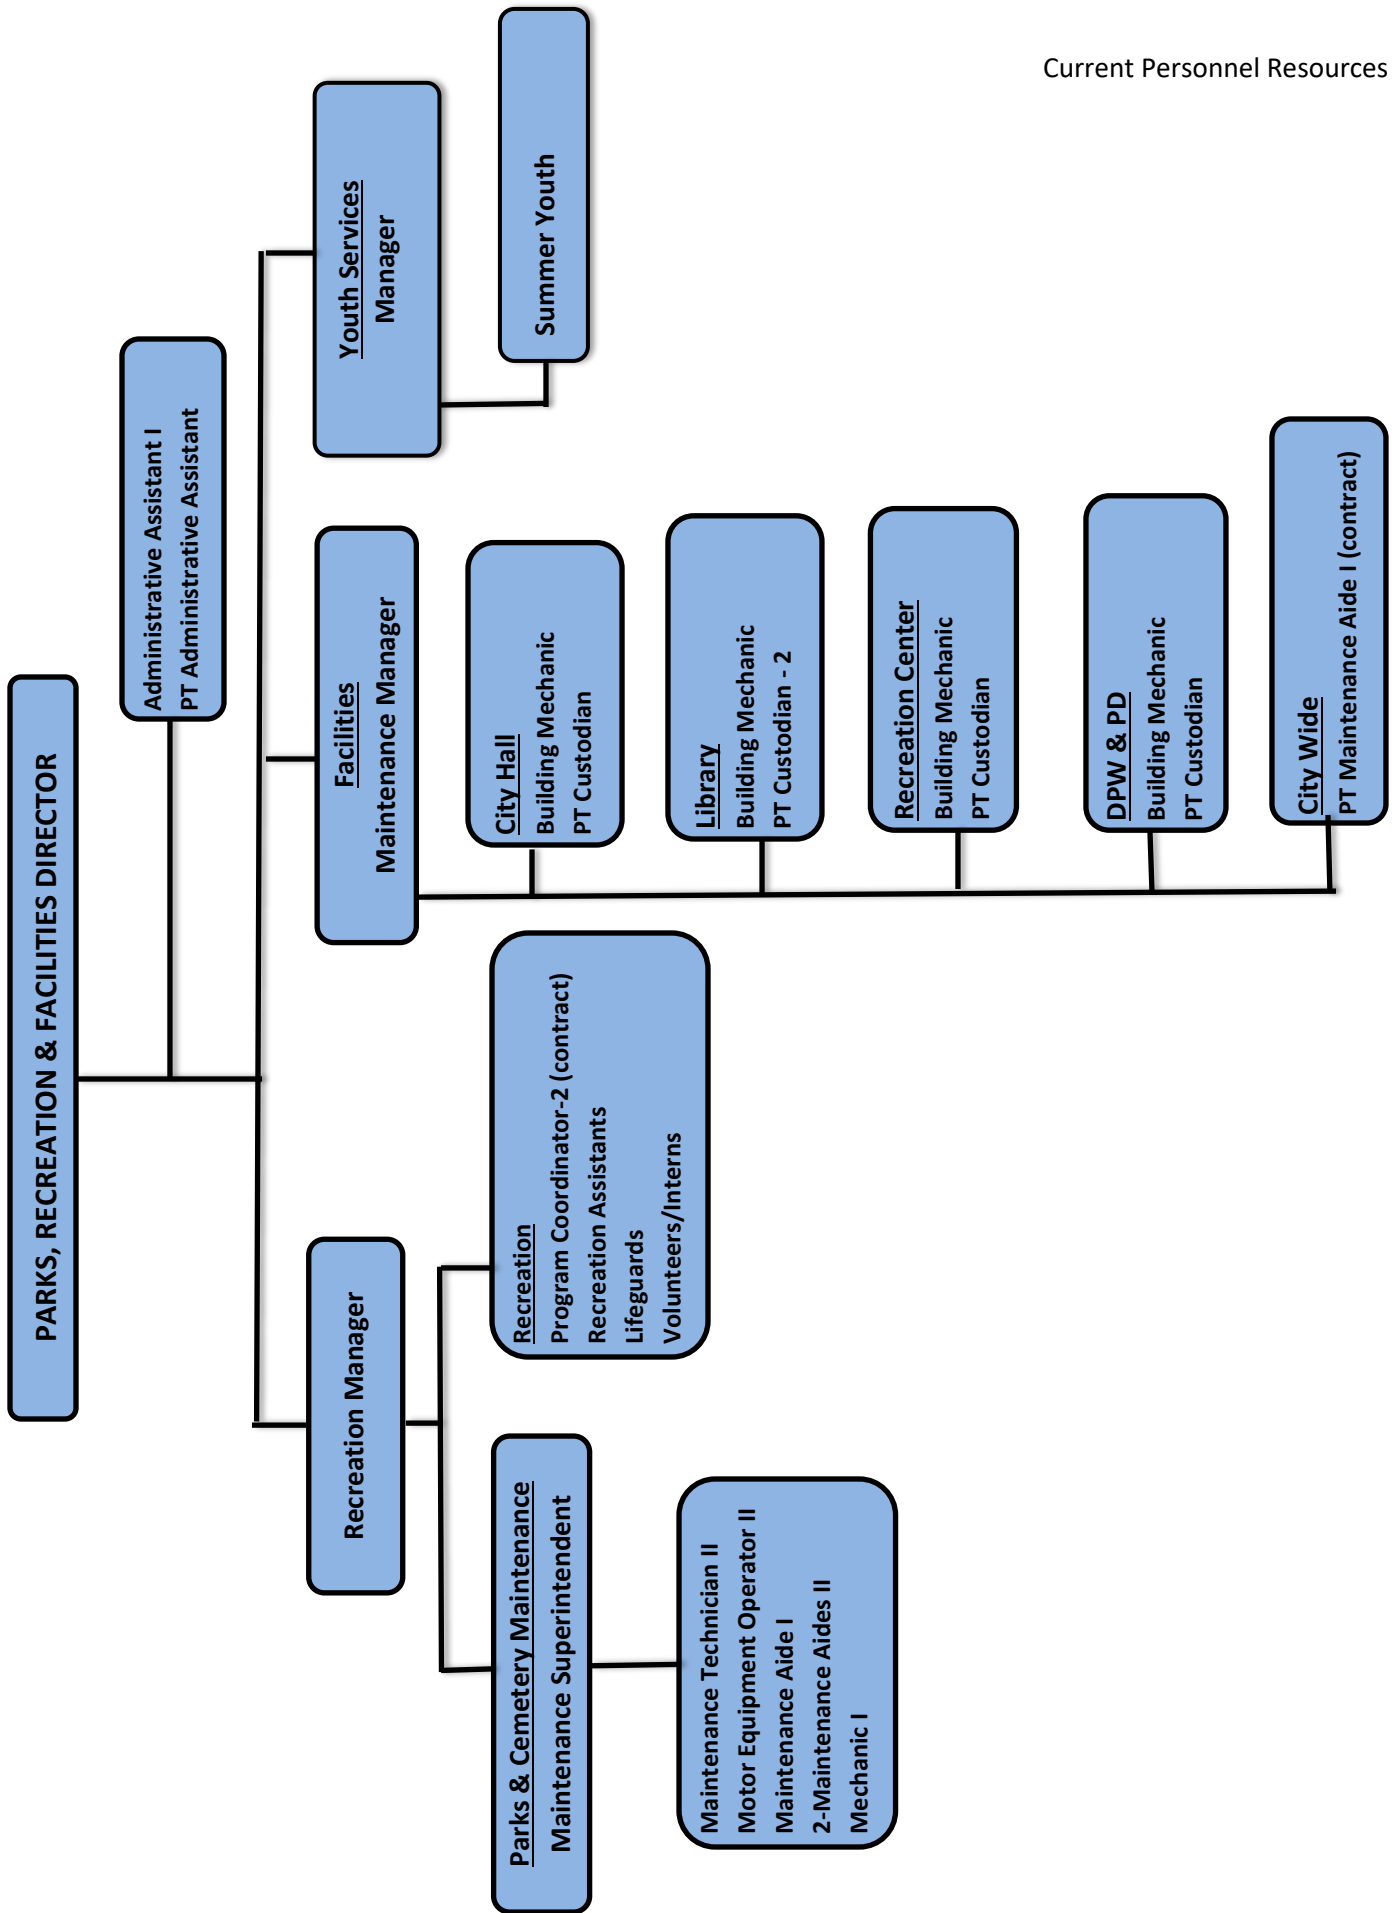 Current Personnel Resources
PARKS, RECREATION & FACILITIES DIRECTOR
Administrative Assistant I
PT Administrative Assistant
Recreation Manager
Facilities
Maintenance Manager
Youth Services
Manager
Parks & Cemetery Maintenance
Maintenance Superintendent
Maintenance Technician II
Motor Equipment Operator II
Maintenance Aide I
2-Maintenance Aides II
Mechanic I
Recreation
Program Coordinator-2 (contract)
Recreation Assistants
Lifeguards
Volunteers/Interns
City Hall
Building Mechanic
PT Custodian
Library
Building Mechanic
PT Custodian - 2
Recreation Center
Building Mechanic
PT Custodian
DPW & PD
Building Mechanic
PT Custodian
City Wide
PT Maintenance Aide I (contract)
Summer Youth